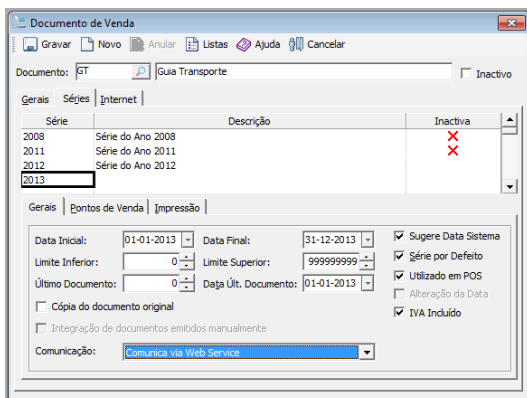 Documento de Venda
Gravar Novo Anular Listas Ajuda Cancelar
Documento: GT Guia Transporte Inactivo
Gerais Séries Internet
Série Descrição Inactiva
2008 Série do Ano 2008
2011 Série do Ano 2011
2012 Série do Ano 2012
2013
Gerais Pontos de Venda Impressão
Data Inicial: 01-01-2013 Data Final: 31-12-2013 Sugere Data Sistema
Limite Inferior: 0 Limite Superior: 999999999 Série por Defeito
Último Documento: 0 Data Últ. Documento: 01-01-2013 Utilizado em POS
Cópia do documento original Alteração da Data
Integração de documentos emitidos manualmente IVA Incluído
Comunicação: Comunica via Web Service